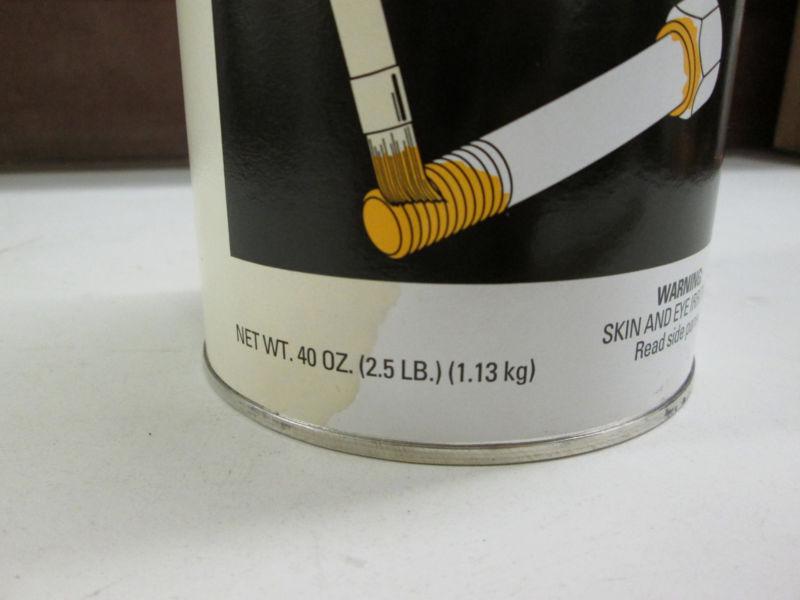 NET WT. 40 OZ. (2.5 LB.) (1.13 kg)
WARNING
SKIN AND EYE
Read side